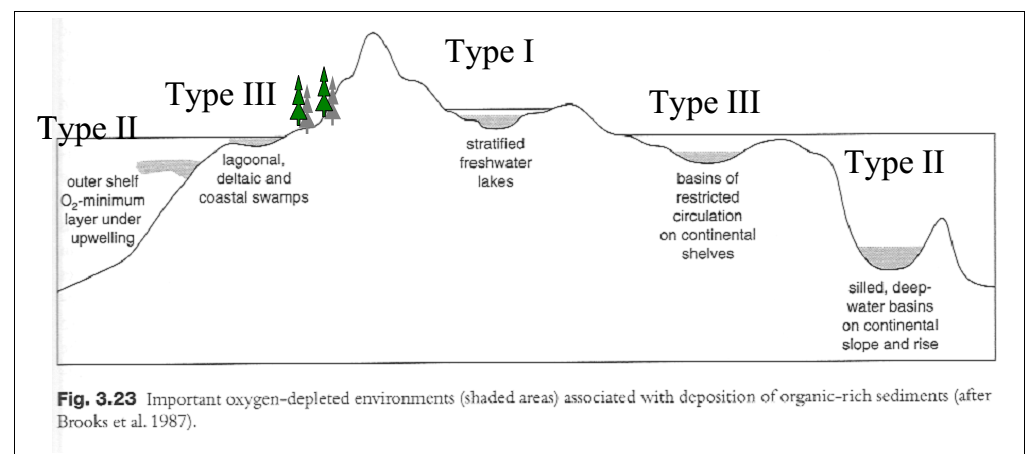 Type I
Type III
Type III
Type II
Type II
stratified
freshwater
lakes
lagoonal,
deltaic and
coastal swamps
outer shelf
O₂-minimum
layer under
upwelling
basins of
restricted
circulation
on continental
shelves
silled, deep-
water basins
on continental
slope and rise
Fig. 3.23 Important oxygen-depleted environments (shaded areas) associated with deposition of organic-rich sediments (after
Brooks et al. 1987).